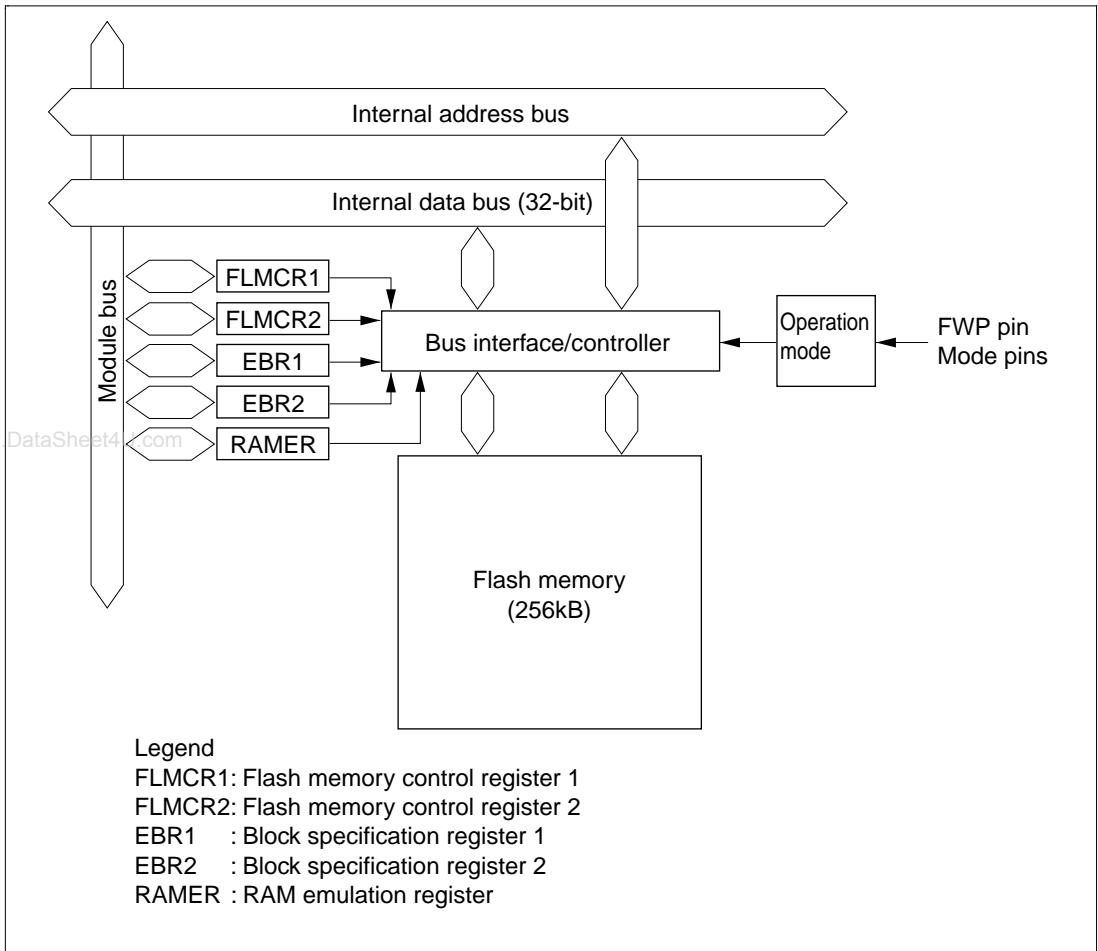 Internal address bus
Internal data bus (32-bit)
Module bus
FLMCR1
FLMCR2
EBR1
EBR2
RAMER
Bus interface/controller
Operation
mode
FWP pin
Mode pins
Flash memory
(256kB)
Legend
FLMCR1: Flash memory control register 1
FLMCR2: Flash memory control register 2
EBR1 : Block specification register 1
EBR2 : Block specification register 2
RAMER : RAM emulation register